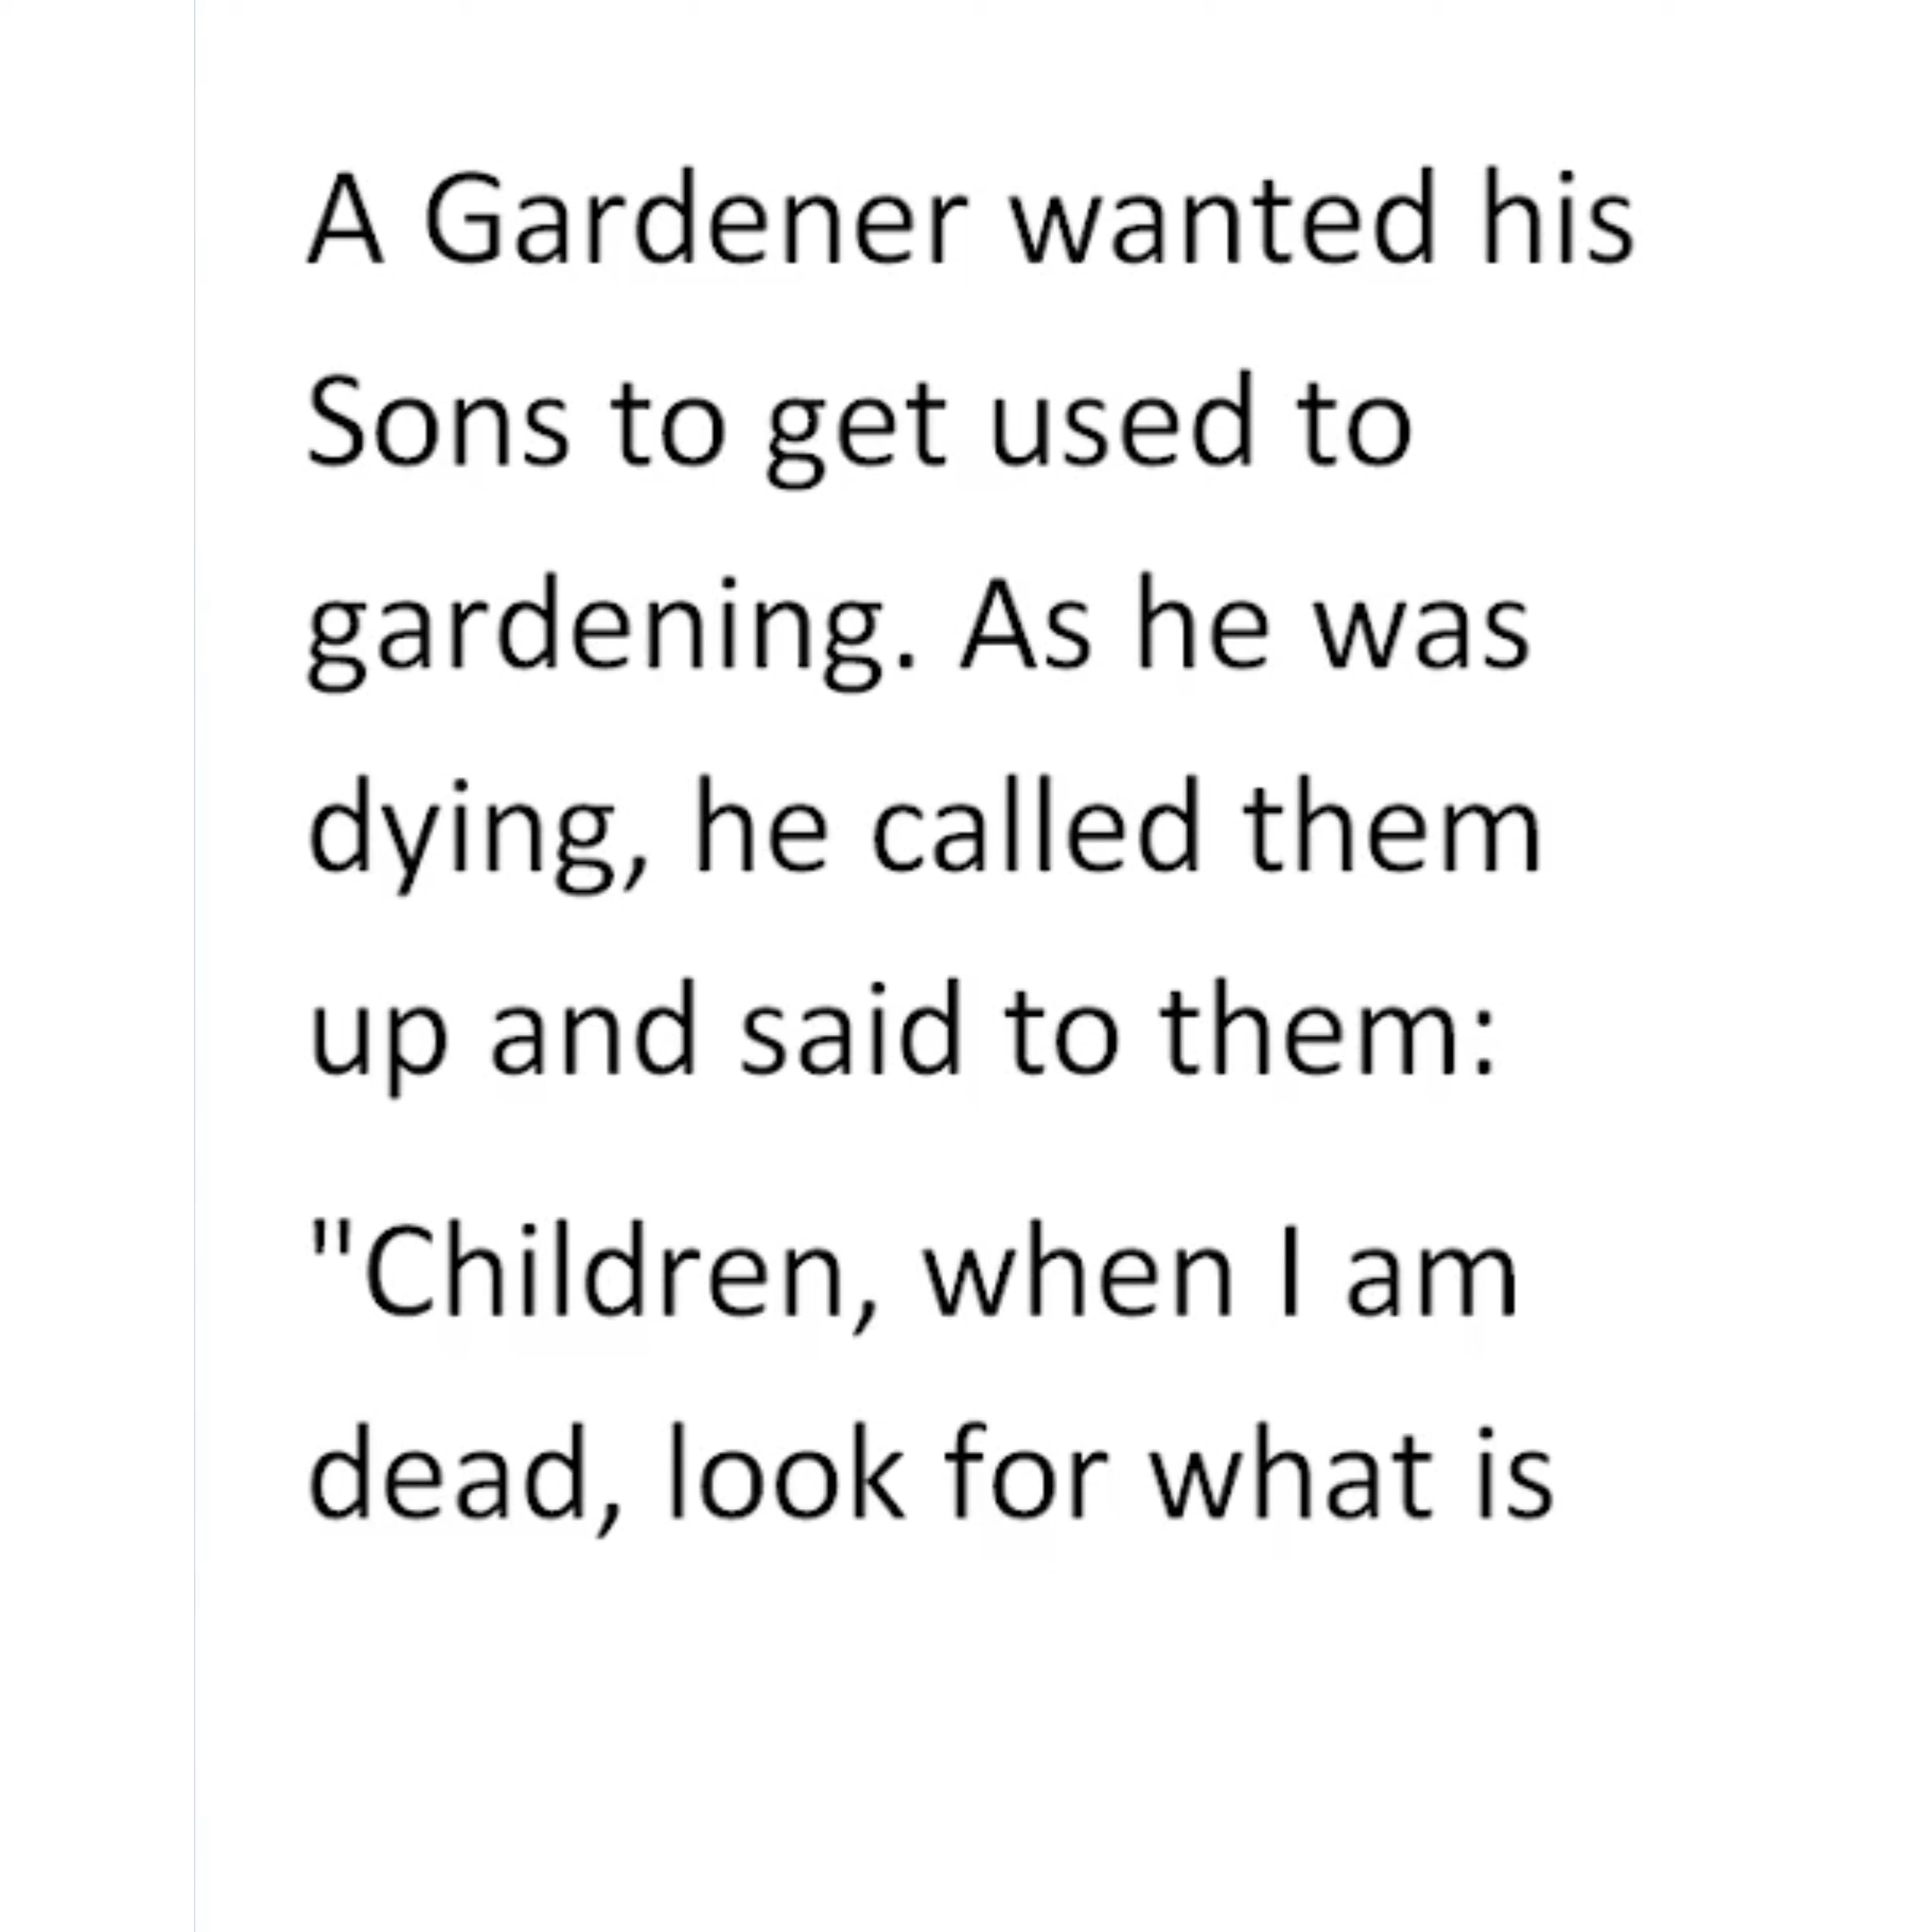 A Gardener wanted his
Sons to get used to
gardening. As he was
dying, he called them
up and said to them:
"Children, when I am
dead, look for what is